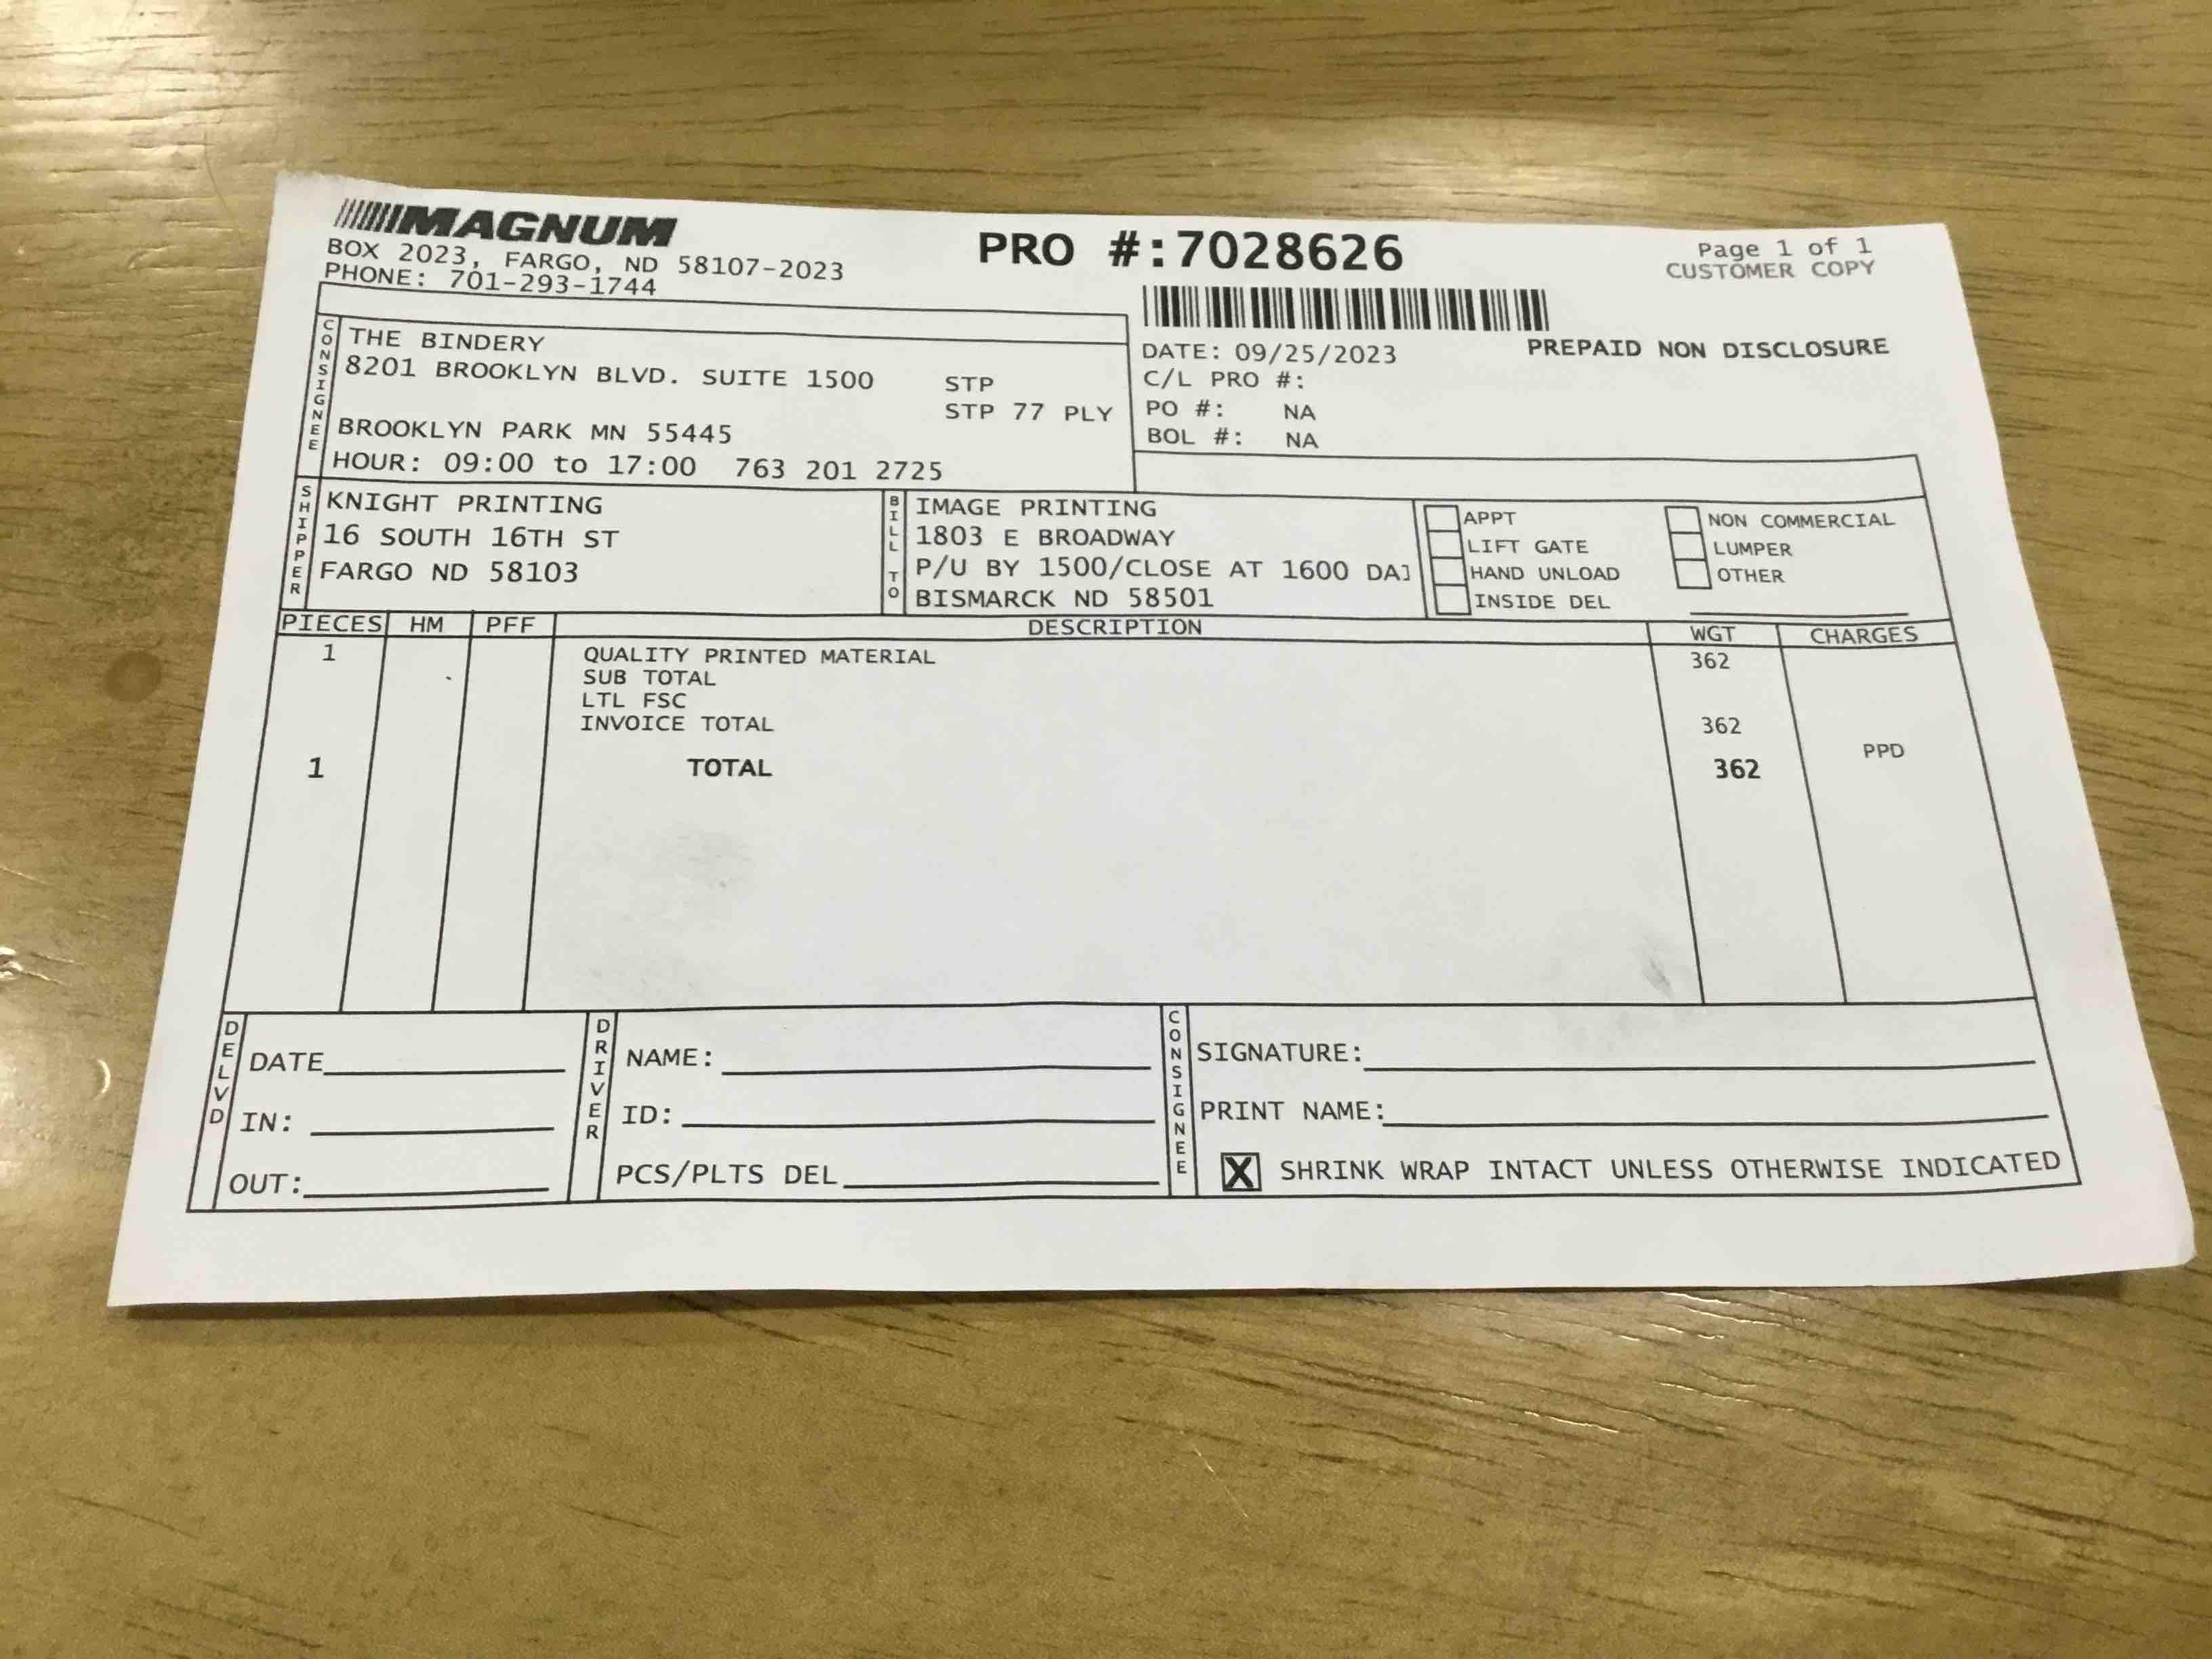 MAGNUM
BOX 2023, FARGO, ND 58107-2023
PHONE: 701-293-1744
PRO #:7028626
Page 1 of 1
CUSTOMER COPY
DATE: 09/25/2023
PREPAID NON DISCLOSURE
C/L PRO #:
PO #: NA
BOL #: NA
CONSIGNEE
THE BINDERY
8201 BROOKLYN BLVD. SUITE 1500
STP
STP 77 PLY
BROOKLYN PARK MN 55445
HOUR: 09:00 to 17:00 763 201 2725
SHIPPER
KNIGHT PRINTING
16 SOUTH 16TH ST
FARGO ND 58103
BILL TO
IMAGE PRINTING
1803 E BROADWAY
P/U BY 1500/CLOSE AT 1600
BISMARCK ND 58501
APPT
LIFT GATE
HAND UNLOAD
INSIDE DEL
NON COMMERCIAL
LUMPER
OTHER
PIECES HM PFF DESCRIPTION WGT CHARGES
1 QUALITY PRINTED MATERIAL 362
SUB TOTAL
LTL FSC
INVOICE TOTAL 362
PPD
1 TOTAL 362
DELVD
DATE
IN:
OUT:
DRIVER
NAME:
ID:
PCS/PLTS DEL
CONSIGNEE
SIGNATURE:
PRINT NAME:
X SHRINK WRAP INTACT UNLESS OTHERWISE INDICATED